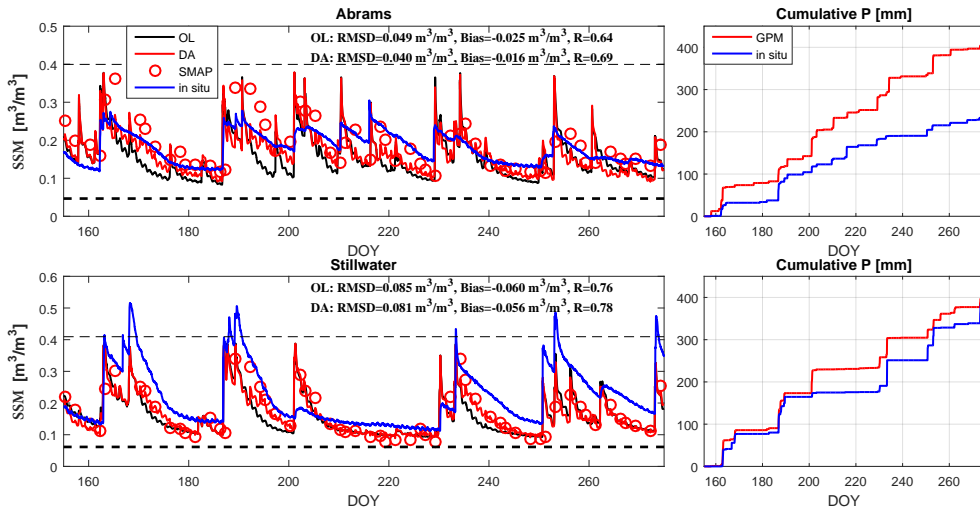 Abrams
OL: RMSD=0.049 m³/m³, Bias=-0.025 m³/m³, R=0.64
DA: RMSD=0.040 m³/m³, Bias=-0.016 m³/m³, R=0.69
OL
DA
SMAP
in situ
SSM [m³/m³]
0.5
0.4
0.3
0.2
0.1
0
160 180 200 220 240 260
DOY
Cumulative P [mm]
GPM
in situ
400
300
200
100
0
160 180 200 220 240 260
DOY
Stillwater
OL: RMSD=0.085 m³/m³, Bias=-0.060 m³/m³, R=0.76
DA: RMSD=0.081 m³/m³, Bias=-0.056 m³/m³, R=0.78
SSM [m³/m³]
0.6
0.5
0.4
0.3
0.2
0.1
0
160 180 200 220 240 260
DOY
Cumulative P [mm]
400
300
200
100
0
160 180 200 220 240 260
DOY